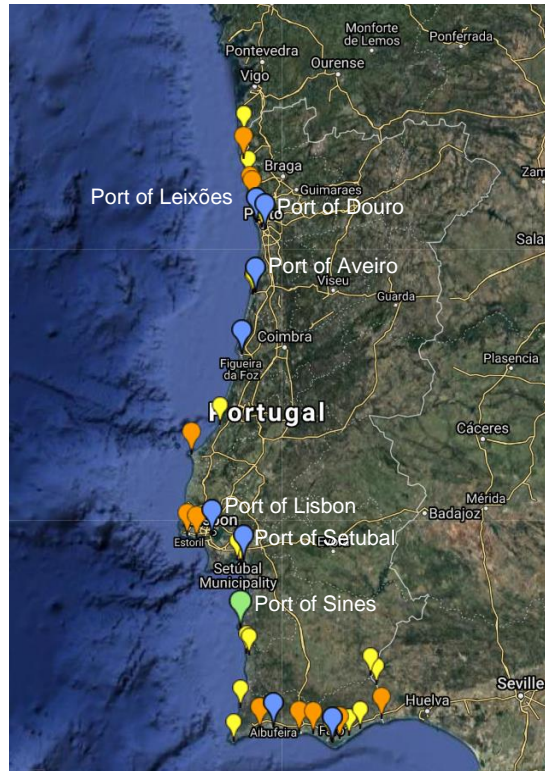 Monforte
de Lemos
Ponferrada
Pontevedra
Ourense
Vigo
Braga
Guimaraes
Zam
Port of Leixões
Port of Douro
Sala
Port of Aveiro
Viseu
Guarda
Coimbra
Plasencia
Figueira
da Foz
Portugal
Cáceres
Port of Lisbon
Mérida
Badajoz
Estoril
Port of Setubal
Setúbal
Municipality
Port of Sines
Seville
Huelva
Albufeira